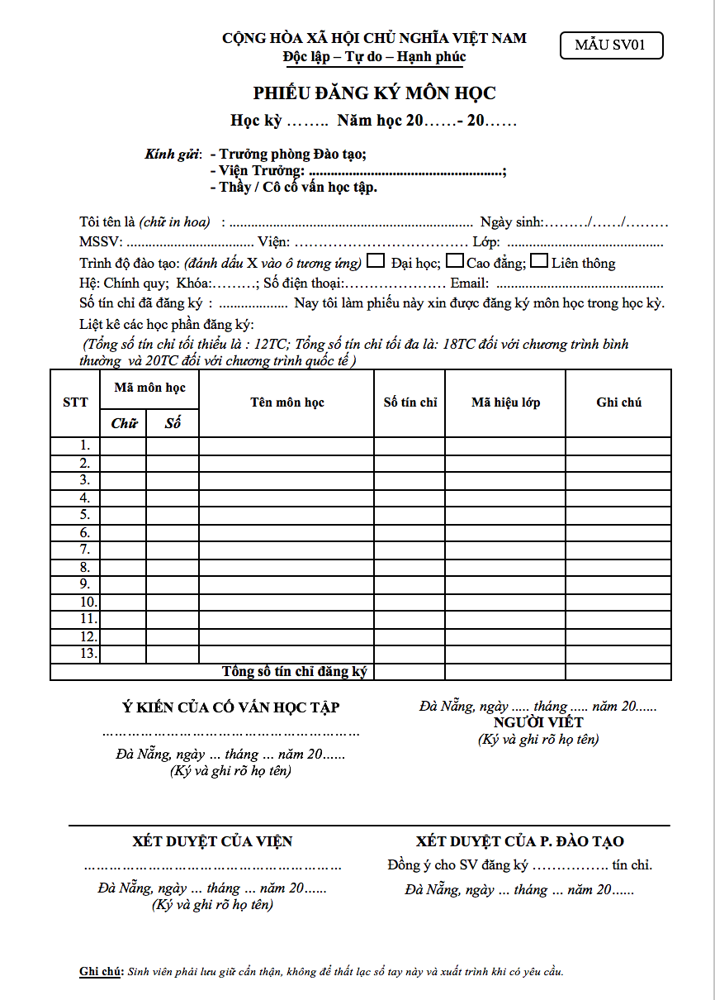 CỘNG HÒA XÃ HỘI CHỦ NGHĨA VIỆT NAM
MẪU SV01
Độc lập – Tự do – Hạnh phúc
PHIẾU ĐĂNG KÝ MÔN HỌC
Học kỳ …….. Năm học 20……- 20……
Kính gửi: - Trưởng phòng Đào tạo;
- Viện Trưởng: .....................................................;
- Thầy / Cô cố vấn học tập.
Tôi tên là (chữ in hoa) : ................................................................... Ngày sinh:………/……/………
MSSV: ................................... Viện: ……………………………… Lớp: ...........................................
Trình độ đào tạo: (đánh dấu X vào ô tương ứng) Đại học; Cao đẳng; Liên thông
Hệ: Chính quy; Khóa:………; Số điện thoại:………………… Email: ..............................................
Số tín chỉ đã đăng ký : ................... Nay tôi làm phiếu này xin được đăng ký môn học trong học kỳ.
Liệt kê các học phần đăng ký:
(Tổng số tín chỉ tối thiểu là : 12TC; Tổng số tín chỉ tối đa là: 18TC đối với chương trình bình
thường và 20TC đối với chương trình quốc tế )
STT Mã môn học Tên môn học Số tín chỉ Mã hiệu lớp Ghi chú
Chữ Số
1.
2.
3.
4.
5.
6.
7.
8.
9.
10.
11.
12.
13.
Tổng số tín chỉ đăng ký
Ý KIẾN CỦA CỐ VẤN HỌC TẬP
……………………………………………………
Đà Nẵng, ngày … tháng … năm 20……
(Ký và ghi rõ họ tên)
Đà Nẵng, ngày ..... tháng ..... năm 20......
NGƯỜI VIẾT
(Ký và ghi rõ họ tên)
XÉT DUYỆT CỦA VIỆN
……………………………………………………
Đà Nẵng, ngày … tháng … năm 20……
(Ký và ghi rõ họ tên)
XÉT DUYỆT CỦA P. ĐÀO TẠO
Đồng ý cho SV đăng ký ……………. tín chỉ.
Đà Nẵng, ngày … tháng … năm 20……
Ghi chú: Sinh viên phải lưu giữ cẩn thận, không để thất lạc sổ tay này và xuất trình khi có yêu cầu.